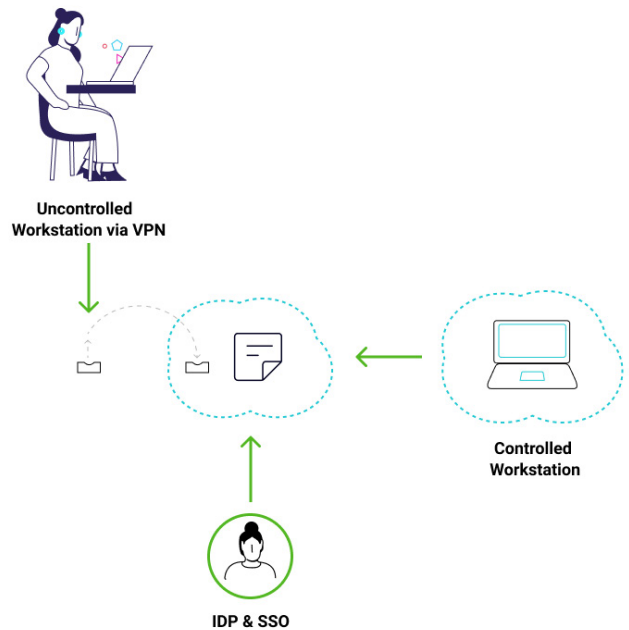 Uncontrolled
Workstation via VPN
Controlled
Workstation
IDP & SSO